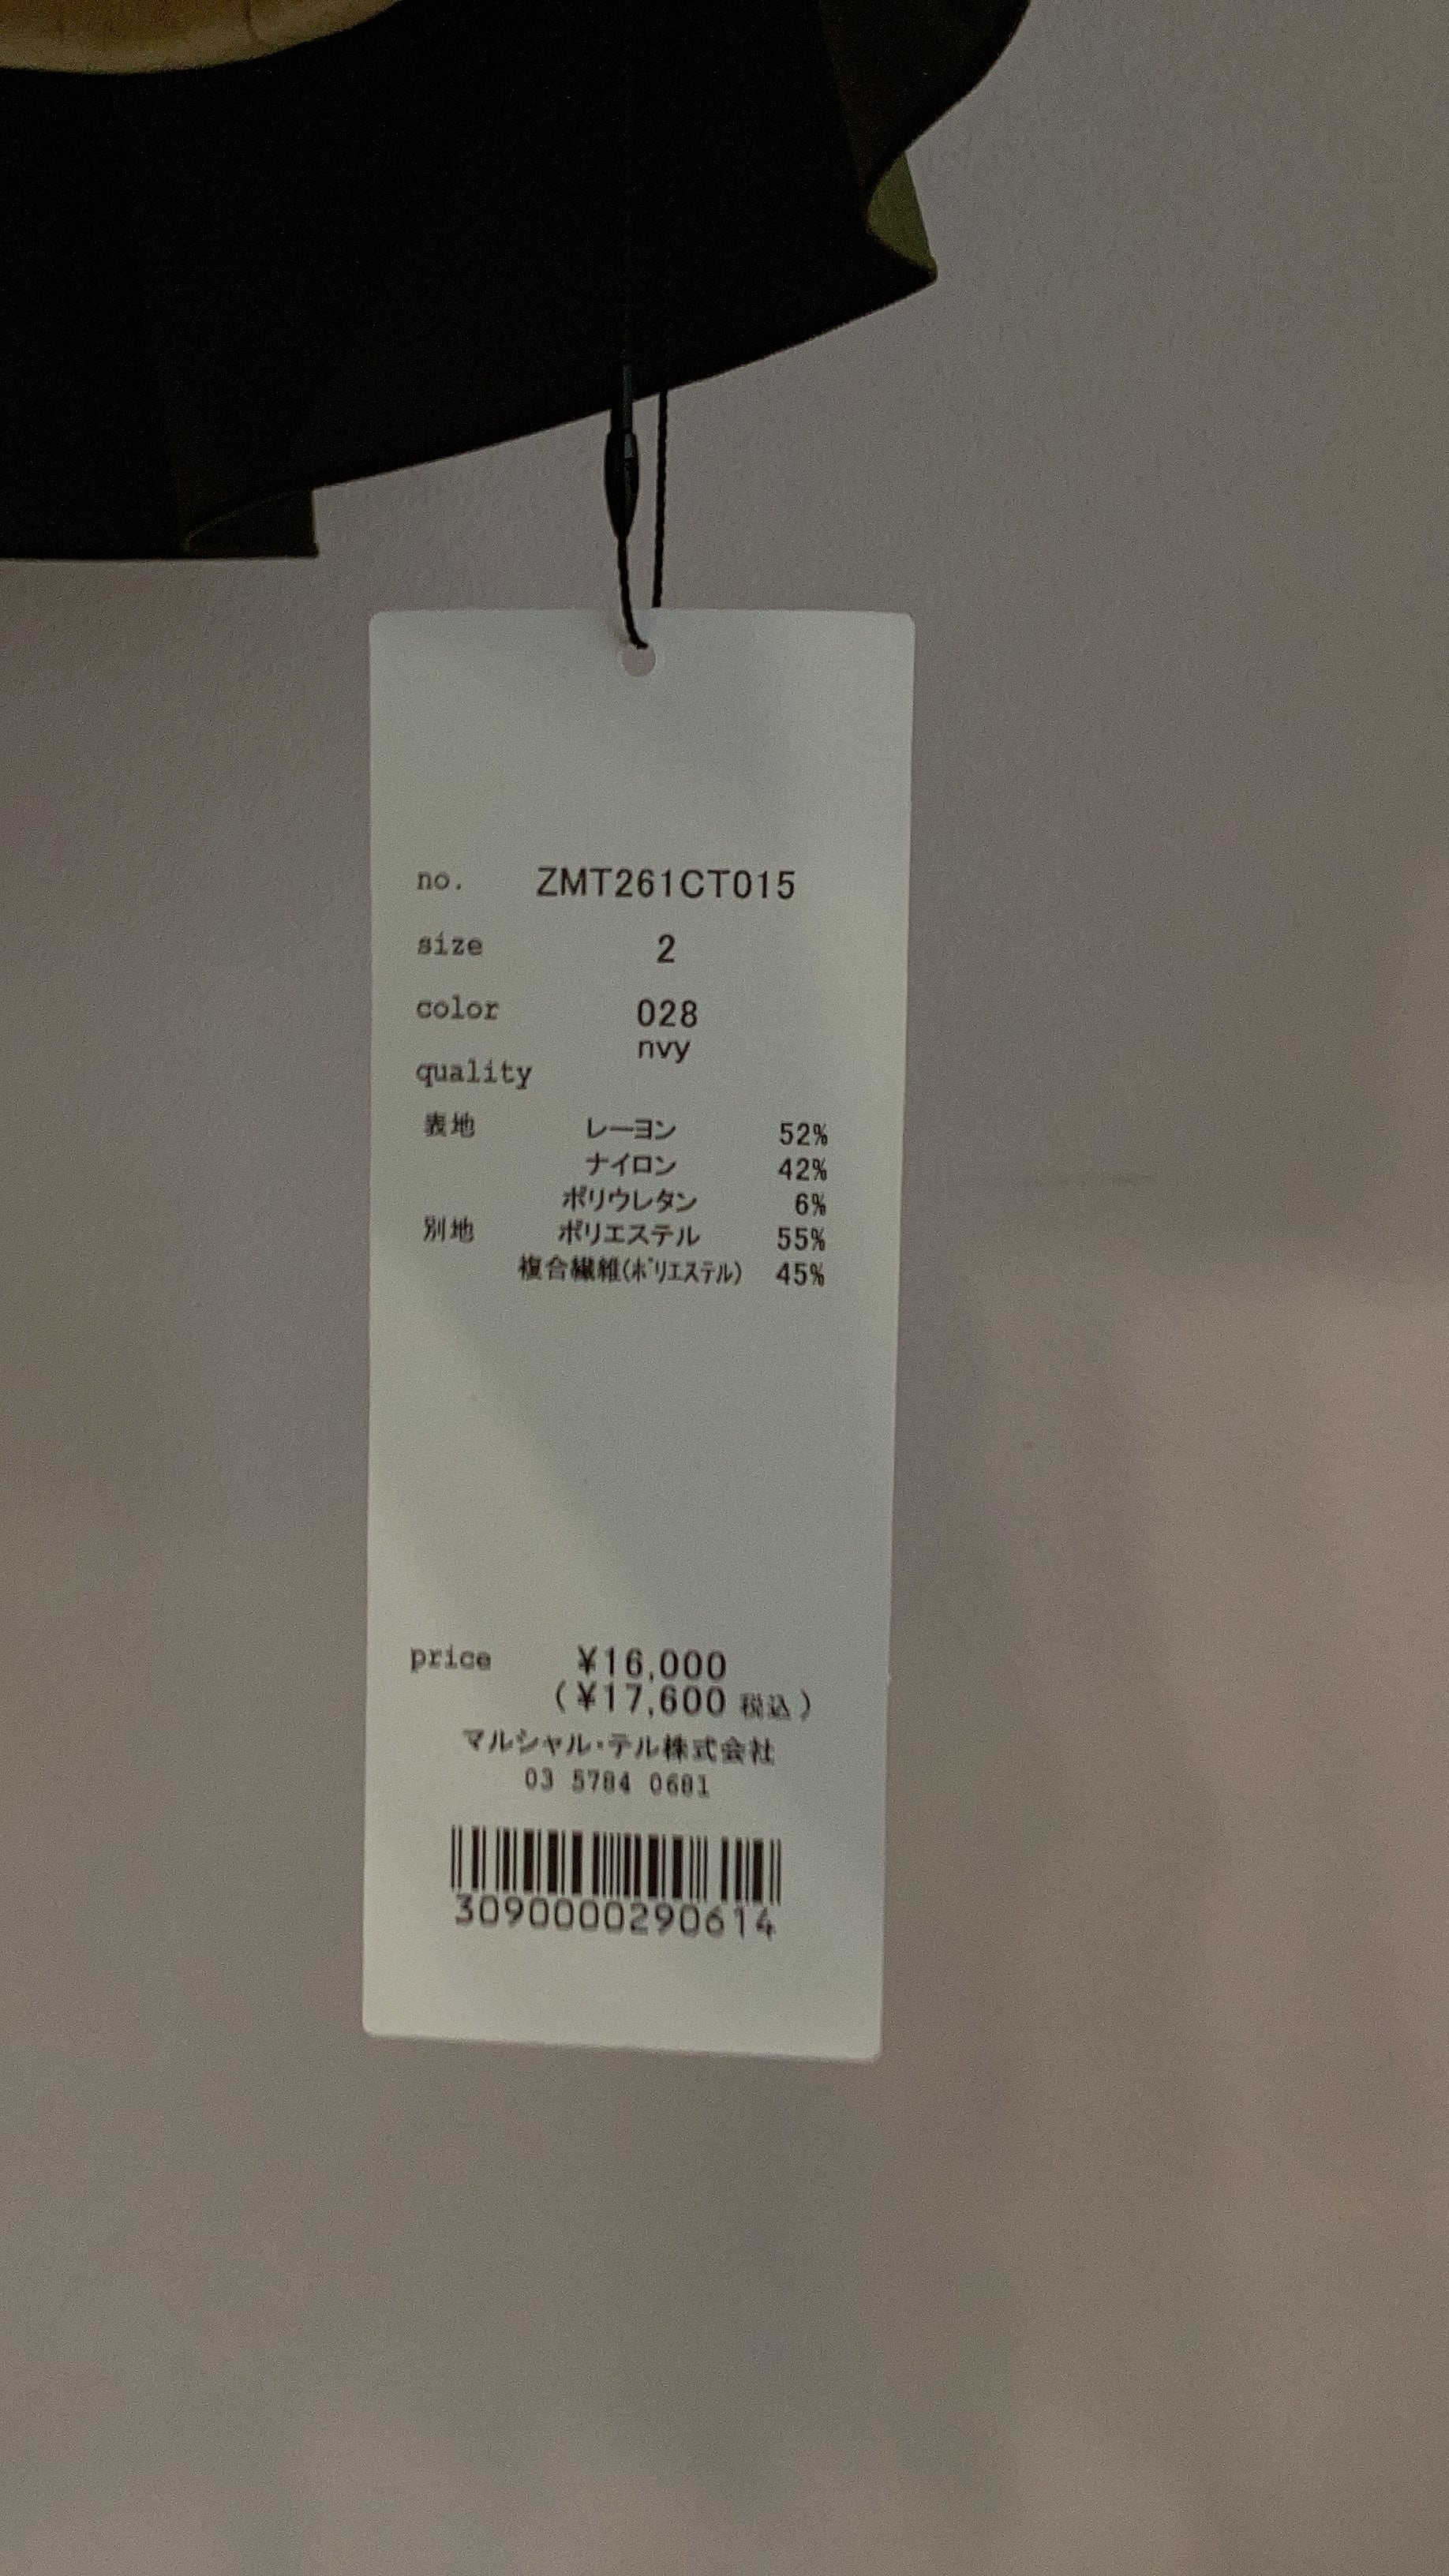 no. ZMT261CT015
size 2
color 028
nvy
quality
表地 レーヨン 52%
ナイロン 42%
ポリウレタン 6%
別地 ポリエステル 55%
複合繊維(ポリエステル) 45%
price ¥16,000
(¥17,600 税込)
マルシャル・テル株式会社
03 5784 0681
3090000290614